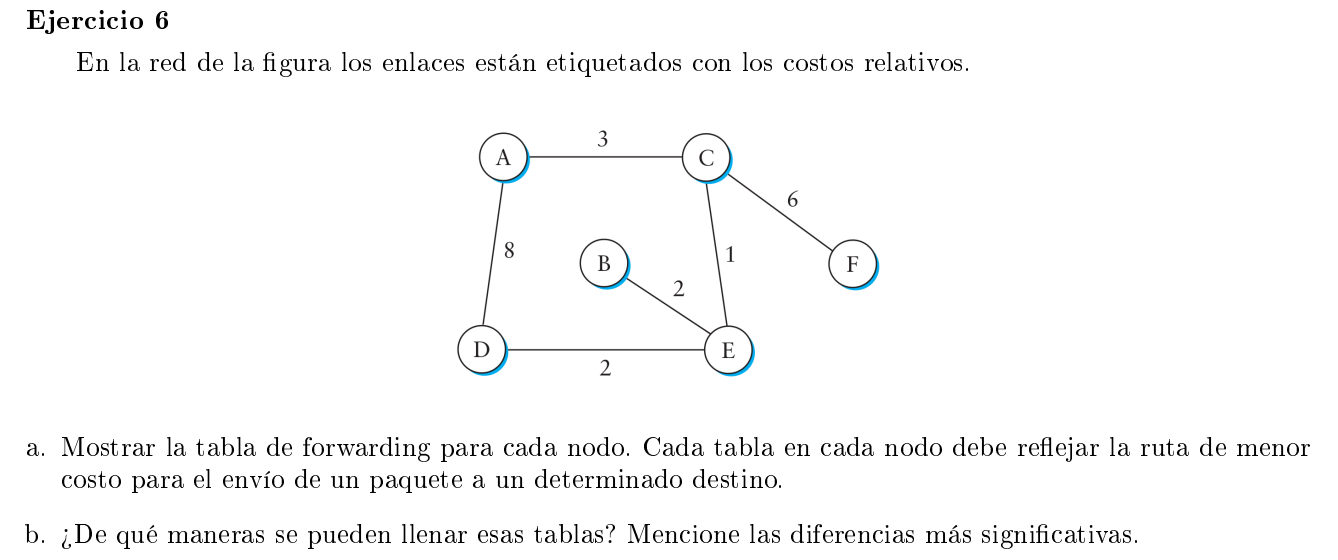 Ejercicio 6
En la red de la figura los enlaces están etiquetados con los costos relativos.
3
A
C
6
8
B
1
F
2
D
E
2
a. Mostrar la tabla de forwarding para cada nodo. Cada tabla en cada nodo debe reflejar la ruta de menor
costo para el envío de un paquete a un determinado destino.
b. ¿De qué maneras se pueden llenar esas tablas? Mencione las diferencias más significativas.